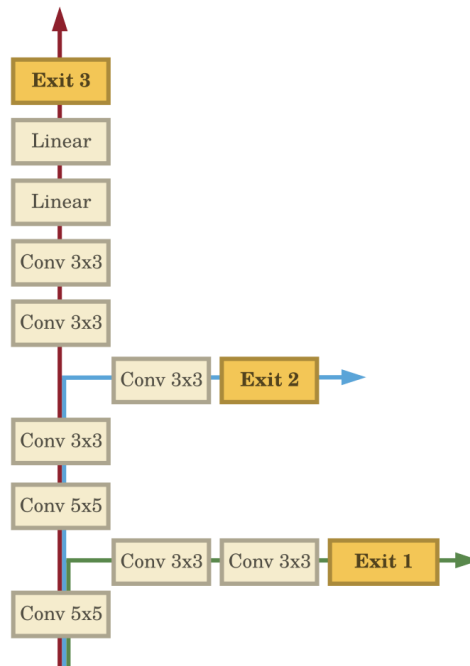 Exit 3
Linear
Linear
Conv 3x3
Conv 3x3
Conv 3x3
Exit 2
Conv 3x3
Conv 5x5
Conv 3x3
Conv 3x3
Exit 1
Conv 5x5